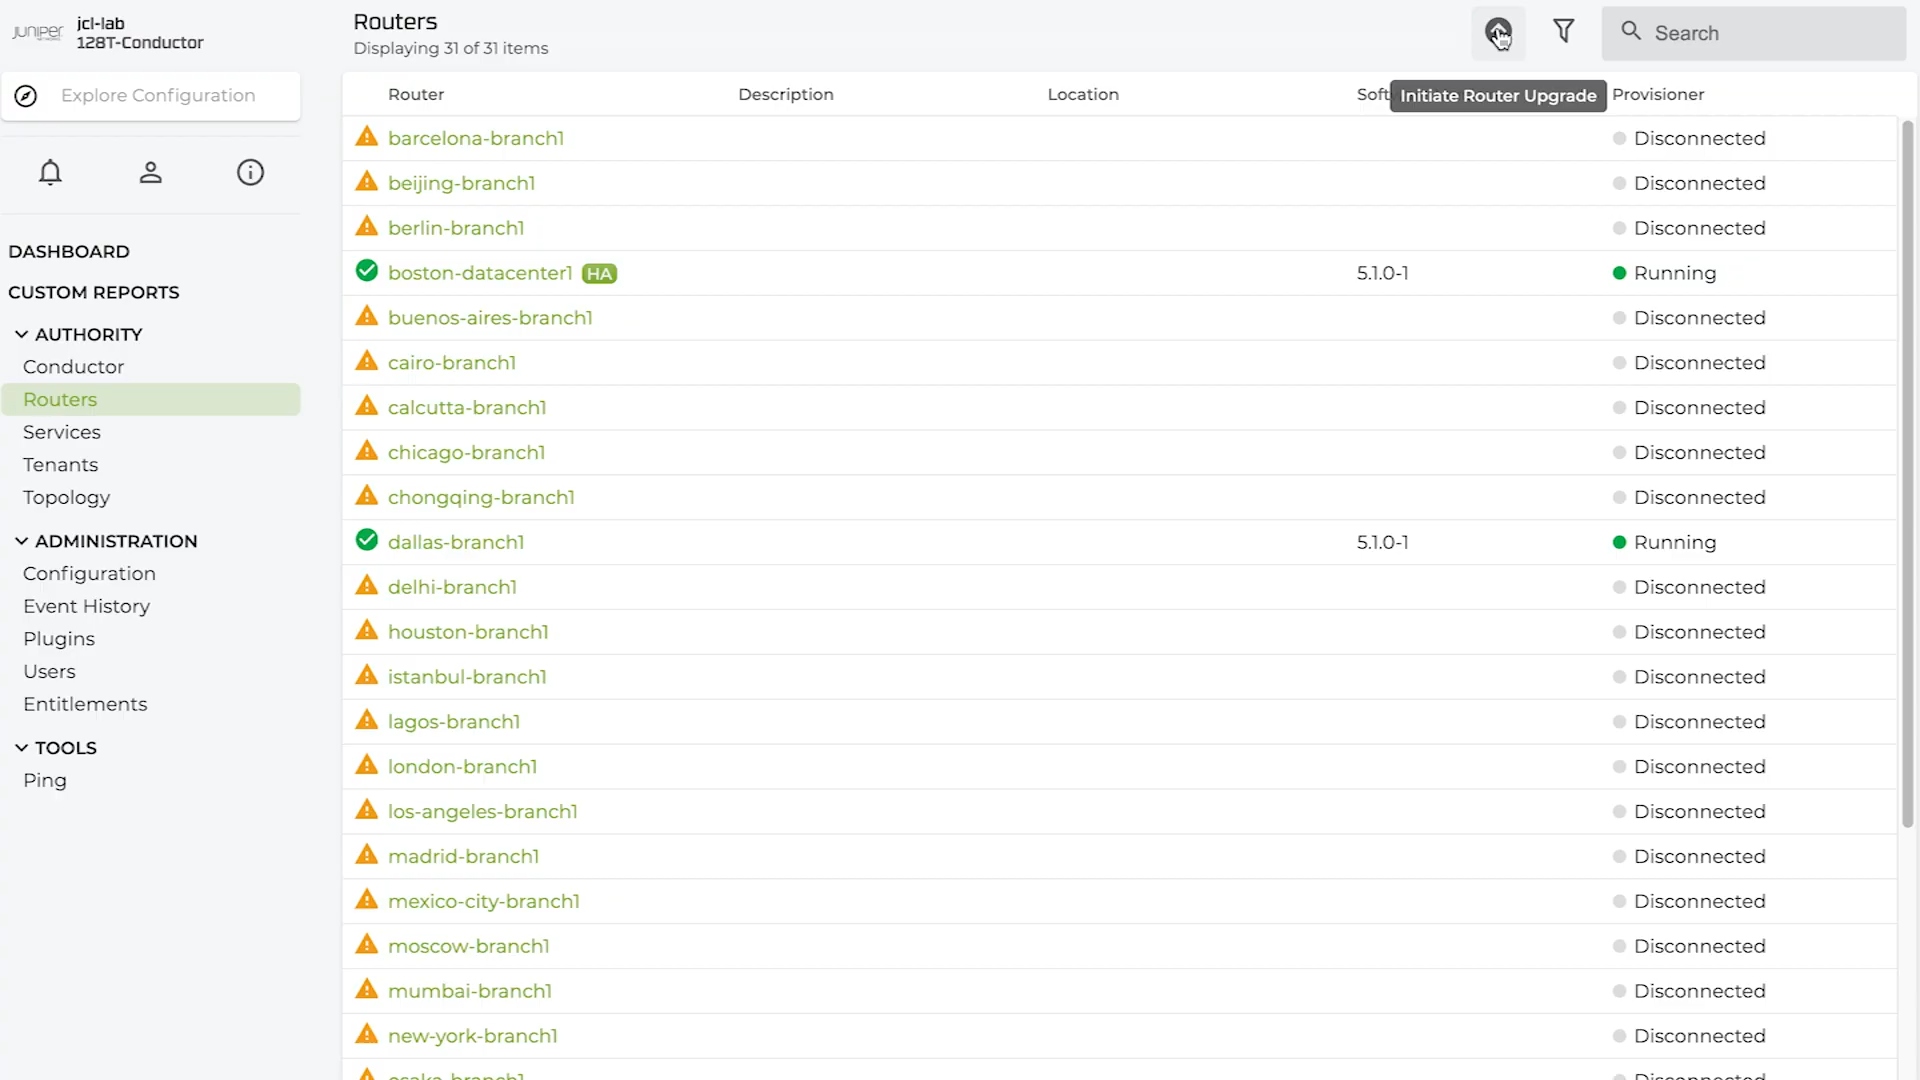 JUNIPER
NETWORKS
jcl-lab
128T-Conductor
Explore Configuration
DASHBOARD
CUSTOM REPORTS
AUTHORITY
Conductor
Routers
Services
Tenants
Topology
ADMINISTRATION
Configuration
Event History
Plugins
Users
Entitlements
TOOLS
Ping
Routers
Displaying 31 of 31 items
Search
Initiate Router Upgrade
Router Description Location Soft Provisioner
barcelona-branch1 Disconnected
beijing-branch1 Disconnected
berlin-branch1 Disconnected
boston-datacenter1 HA 5.1.0-1 Running
buenos-aires-branch1 Disconnected
cairo-branch1 Disconnected
calcutta-branch1 Disconnected
chicago-branch1 Disconnected
chongqing-branch1 Disconnected
dallas-branch1 5.1.0-1 Running
delhi-branch1 Disconnected
houston-branch1 Disconnected
istanbul-branch1 Disconnected
lagos-branch1 Disconnected
london-branch1 Disconnected
los-angeles-branch1 Disconnected
madrid-branch1 Disconnected
mexico-city-branch1 Disconnected
moscow-branch1 Disconnected
mumbai-branch1 Disconnected
new-york-branch1 Disconnected
osaka-branch1 Disconnected